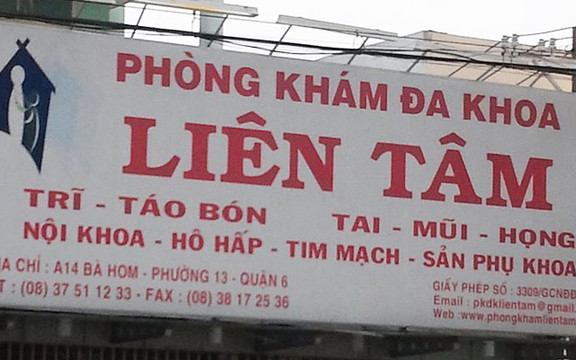 PHÒNG KHÁM ĐA KHOA
LIÊN TÂM
TRĨ - TÁO BÓN
TAI - MŨI - HỌNG
NỘI KHOA - HÔ HẤP - TIM MẠCH - SẢN PHỤ KHOA
CHỈ : A14 BÀ HOM - PHƯỜNG 13 - QUẬN 6
T : (08) 37 51 12 33 - FAX : (08) 38 17 25 36
GIẤY PHÉP SỐ : 3309/GCNĐĐ
Email : pkdklientam@gmail.
Web :www.phongkhamlientam